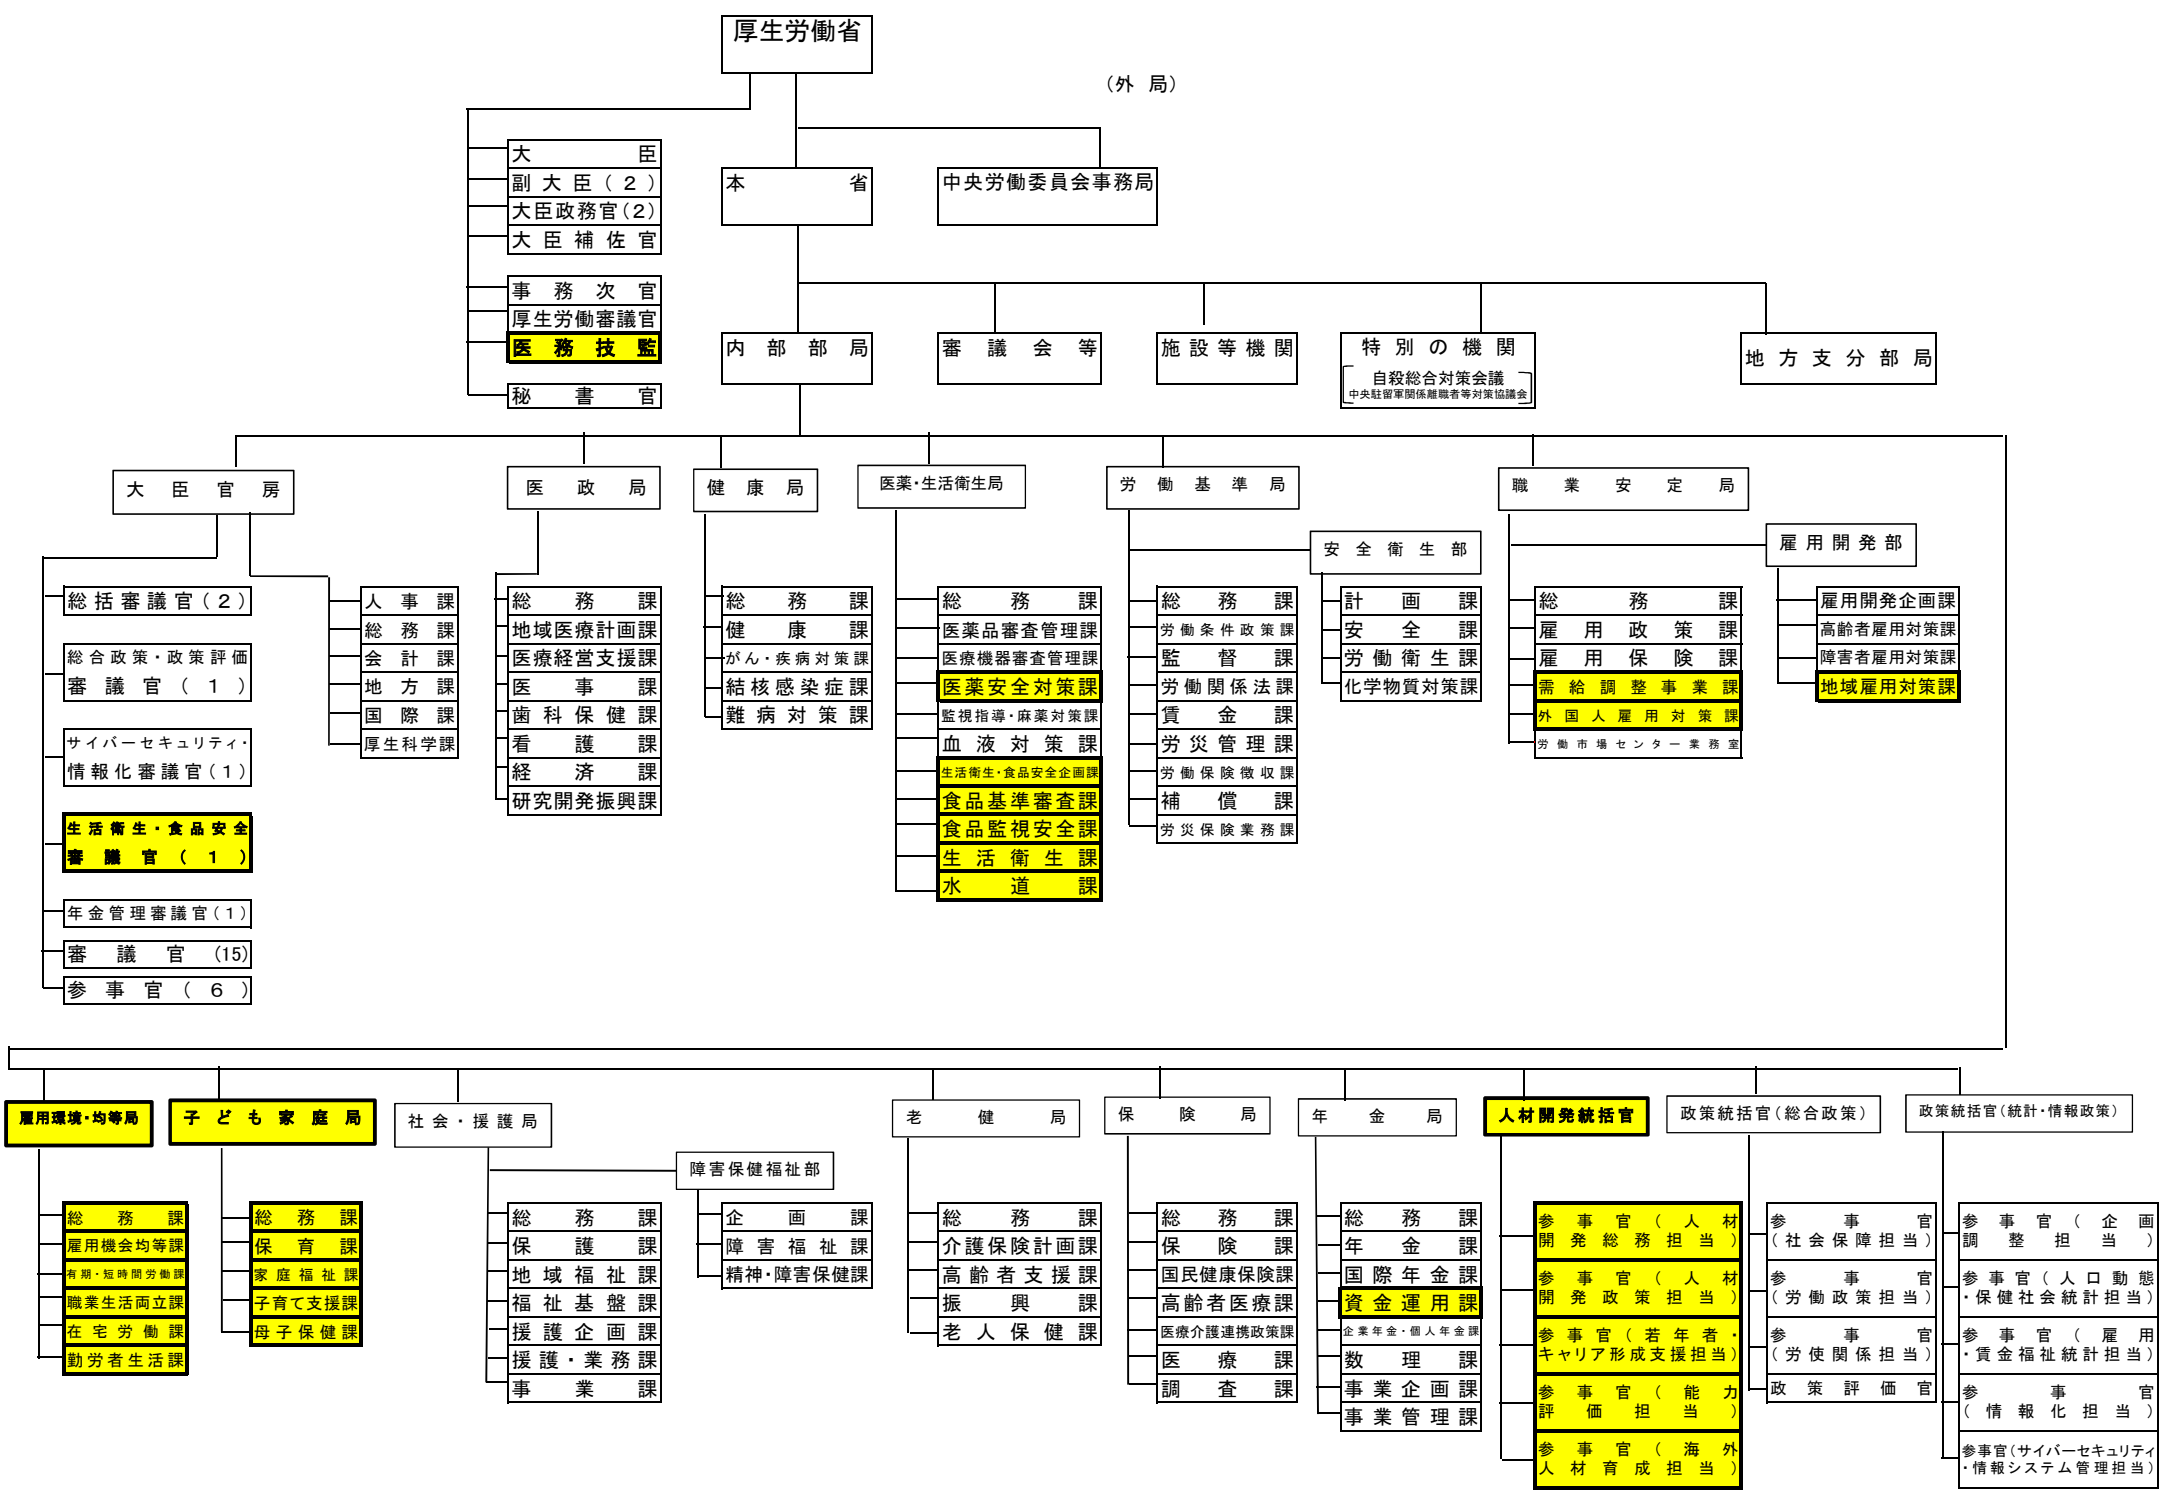 厚生労働省
（外 局）
大臣
副大臣（２）
大臣政務官（２）
大臣補佐官
事務次官
厚生労働審議官
医務技監
秘書官
本省
中央労働委員会事務局
内部部局
審議会等
施設等機関
特別の機関
自殺総合対策会議
中央駐留軍関係離職者等対策協議会
地方支分部局
大臣官房
総括審議官（２）
総合政策・政策評価
審議官（１）
サイバーセキュリティ・
情報化審議官（１）
生活衛生・食品安全
審議官（１）
年金管理審議官（１）
審議官（15）
参事官（６）
人事課
総務課
会計課
地方課
国際課
厚生科学課
医政局
総務課
地域医療計画課
医療経営支援課
医事課
歯科保健課
看護課
経済課
研究開発振興課
健康局
総務課
健康課
がん・疾病対策課
結核感染症課
難病対策課
医薬・生活衛生局
総務課
医薬品審査管理課
医療機器審査管理課
医薬安全対策課
監視指導・麻薬対策課
血液対策課
生活衛生・食品安全企画課
食品基準審査課
食品監視安全課
生活衛生課
水道課
労働基準局
総務課
労働条件政策課
監督課
労働関係法課
賃金課
労災管理課
労働保険徴収課
補償課
労災保険業務課
安全衛生部
計画課
安全課
労働衛生課
化学物質対策課
職業安定局
総務課
雇用政策課
雇用保険課
需給調整事業課
外国人雇用対策課
労働市場センター業務室
雇用開発部
雇用開発企画課
高齢者雇用対策課
障害者雇用対策課
地域雇用対策課
雇用環境・均等局
総務課
雇用機会均等課
有期・短時間労働課
職業生活両立課
在宅労働課
勤労者生活課
子ども家庭局
総務課
保育課
家庭福祉課
子育て支援課
母子保健課
社会・援護局
総務課
保護課
地域福祉課
福祉基盤課
援護企画課
援護・業務課
事業課
障害保健福祉部
企画課
障害福祉課
精神・障害保健課
老健局
総務課
介護保険計画課
高齢者支援課
振興課
老人保健課
保険局
総務課
保険課
国民健康保険課
高齢者医療課
医療介護連携政策課
医療課
調査課
年金局
総務課
年金課
国際年金課
資金運用課
企業年金・個人年金課
数理課
事業企画課
事業管理課
人材開発統括官
参事官（人材
開発総務担当）
参事官（人材
開発政策担当）
参事官（若年者・
キャリア形成支援担当）
参事官（能力
評価担当）
参事官（海外
人材育成担当）
政策統括官（総合政策）
参事官
（社会保障担当）
参事官
（労働政策担当）
参事官
（労使関係担当）
政策評価官
政策統括官（統計・情報政策）
参事官（企画
調整担当）
参事官（人口動態
・保健社会統計担当）
参事官（雇用
・賃金福祉統計担当）
参事官
（情報化担当）
参事官（サイバーセキュリティ
・情報システム管理担当）